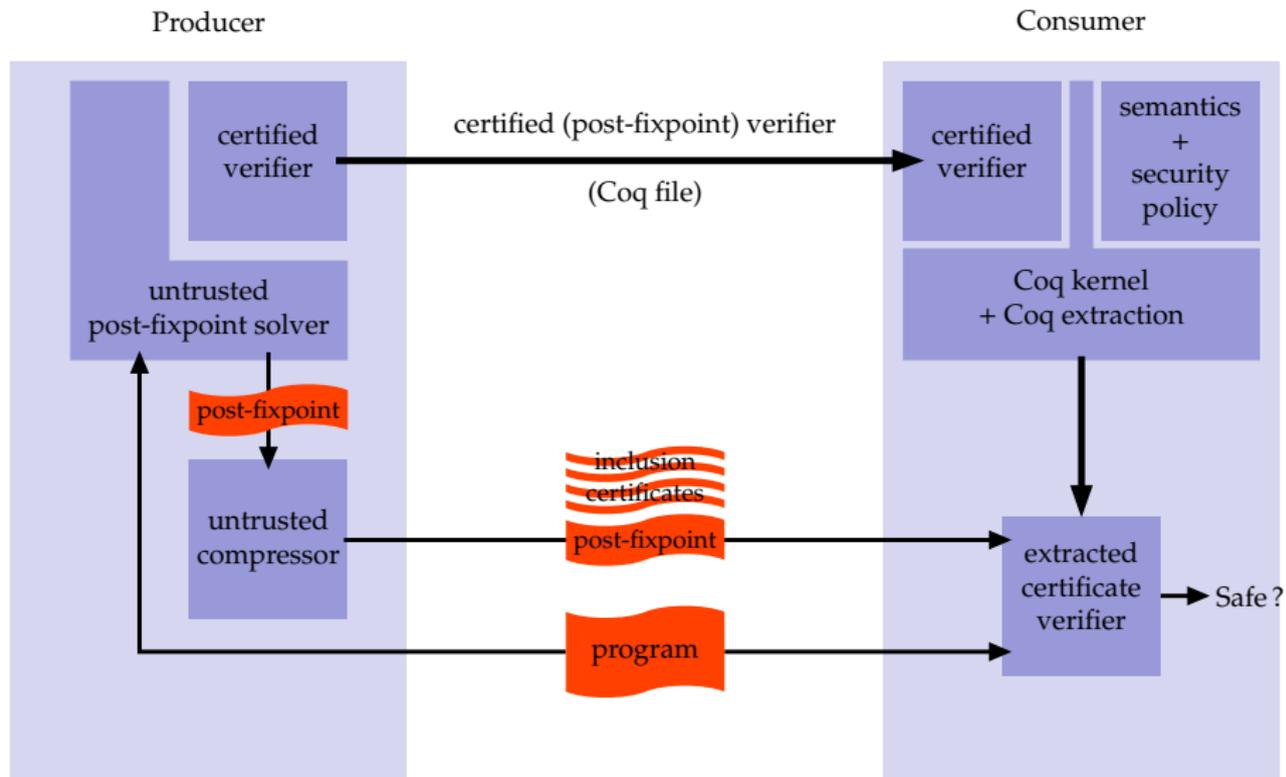 Producer
Consumer
certified
verifier
certified (post-fixpoint) verifier
(Coq file)
certified
verifier
semantics
+
security
policy
untrusted
post-fixpoint solver
Coq kernel
+ Coq extraction
post-fixpoint
inclusion
certificates
post-fixpoint
untrusted
compressor
extracted
certificate
verifier
Safe ?
program